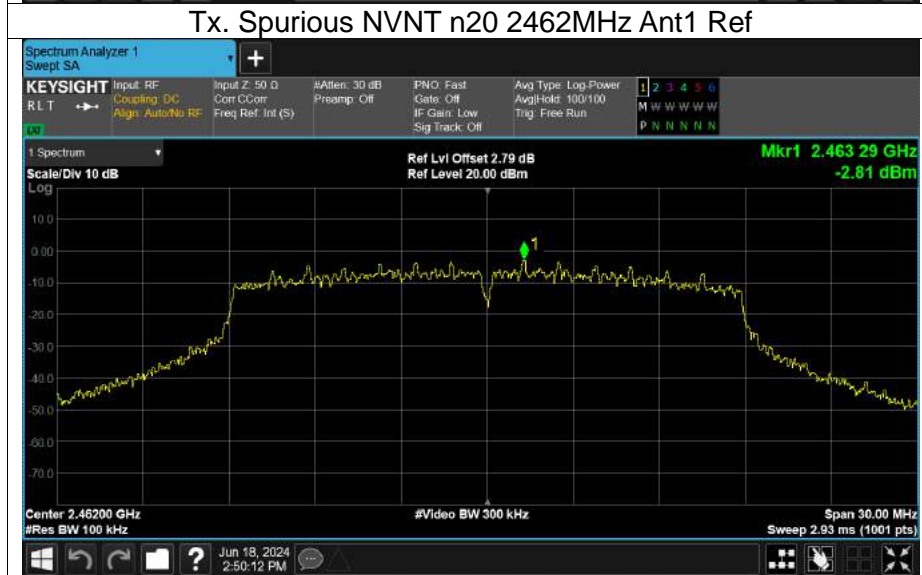 Tx. Spurious NVNT n20 2462MHz Ant1 Ref
Spectrum Analyzer 1
Swept SA
+
KEYSIGHT
RLT
LXI
Input: RF
Coupling: DC
Align: Auto/No RF
Input Z: 50 Ω
Corr CCorr
Freq Ref: Int (S)
#Atten: 30 dB
Preamp: Off
PNO: Fast
Gate: Off
IF Gain: Low
Sig Track: Off
Avg Type: Log-Power
Avg|Hold: 100/100
Trig: Free Run
1 2 3 4 5 6
M W W W W W
P N N N N N
1 Spectrum
Scale/Div 10 dB
Ref Lvl Offset 2.79 dB
Ref Level 20.00 dBm
Mkr1 2.463 29 GHz
-2.81 dBm
Log
10.0
0.00
-10.0
-20.0
-30.0
-40.0
-50.0
-60.0
-70.0
1
Center 2.46200 GHz
#Res BW 100 kHz
#Video BW 300 kHz
Span 30.00 MHz
Sweep 2.93 ms (1001 pts)
?
Jun 18, 2024
2:50:12 PM